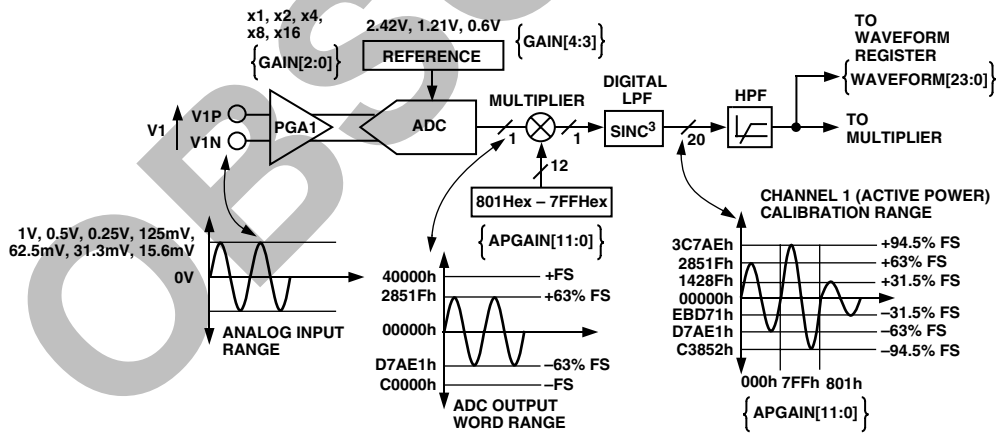 x1, x2, x4,
x8, x16
{GAIN[2:0]}
2.42V, 1.21V, 0.6V
REFERENCE
{GAIN[4:3]}
V1
V1P
V1N
PGA1
ADC
MULTIPLIER
1
1
12
801Hex – 7FFHex
{APGAIN[11:0]}
DIGITAL
LPF
SINC3
20
HPF
TO
WAVEFORM
REGISTER
{WAVEFORM[23:0]}
TO
MULTIPLIER
1V, 0.5V, 0.25V, 125mV,
62.5mV, 31.3mV, 15.6mV
0V
ANALOG INPUT
RANGE
40000h
+FS
2851Fh
+63% FS
00000h
D7AE1h
–63% FS
C0000h
–FS
ADC OUTPUT
WORD RANGE
CHANNEL 1 (ACTIVE POWER)
CALIBRATION RANGE
3C7AEh
+94.5% FS
2851Fh
+63% FS
1428Fh
+31.5% FS
00000h
EBD71h
–31.5% FS
D7AE1h
–63% FS
C3852h
–94.5% FS
000h 7FFh 801h
{APGAIN[11:0]}
OBSO